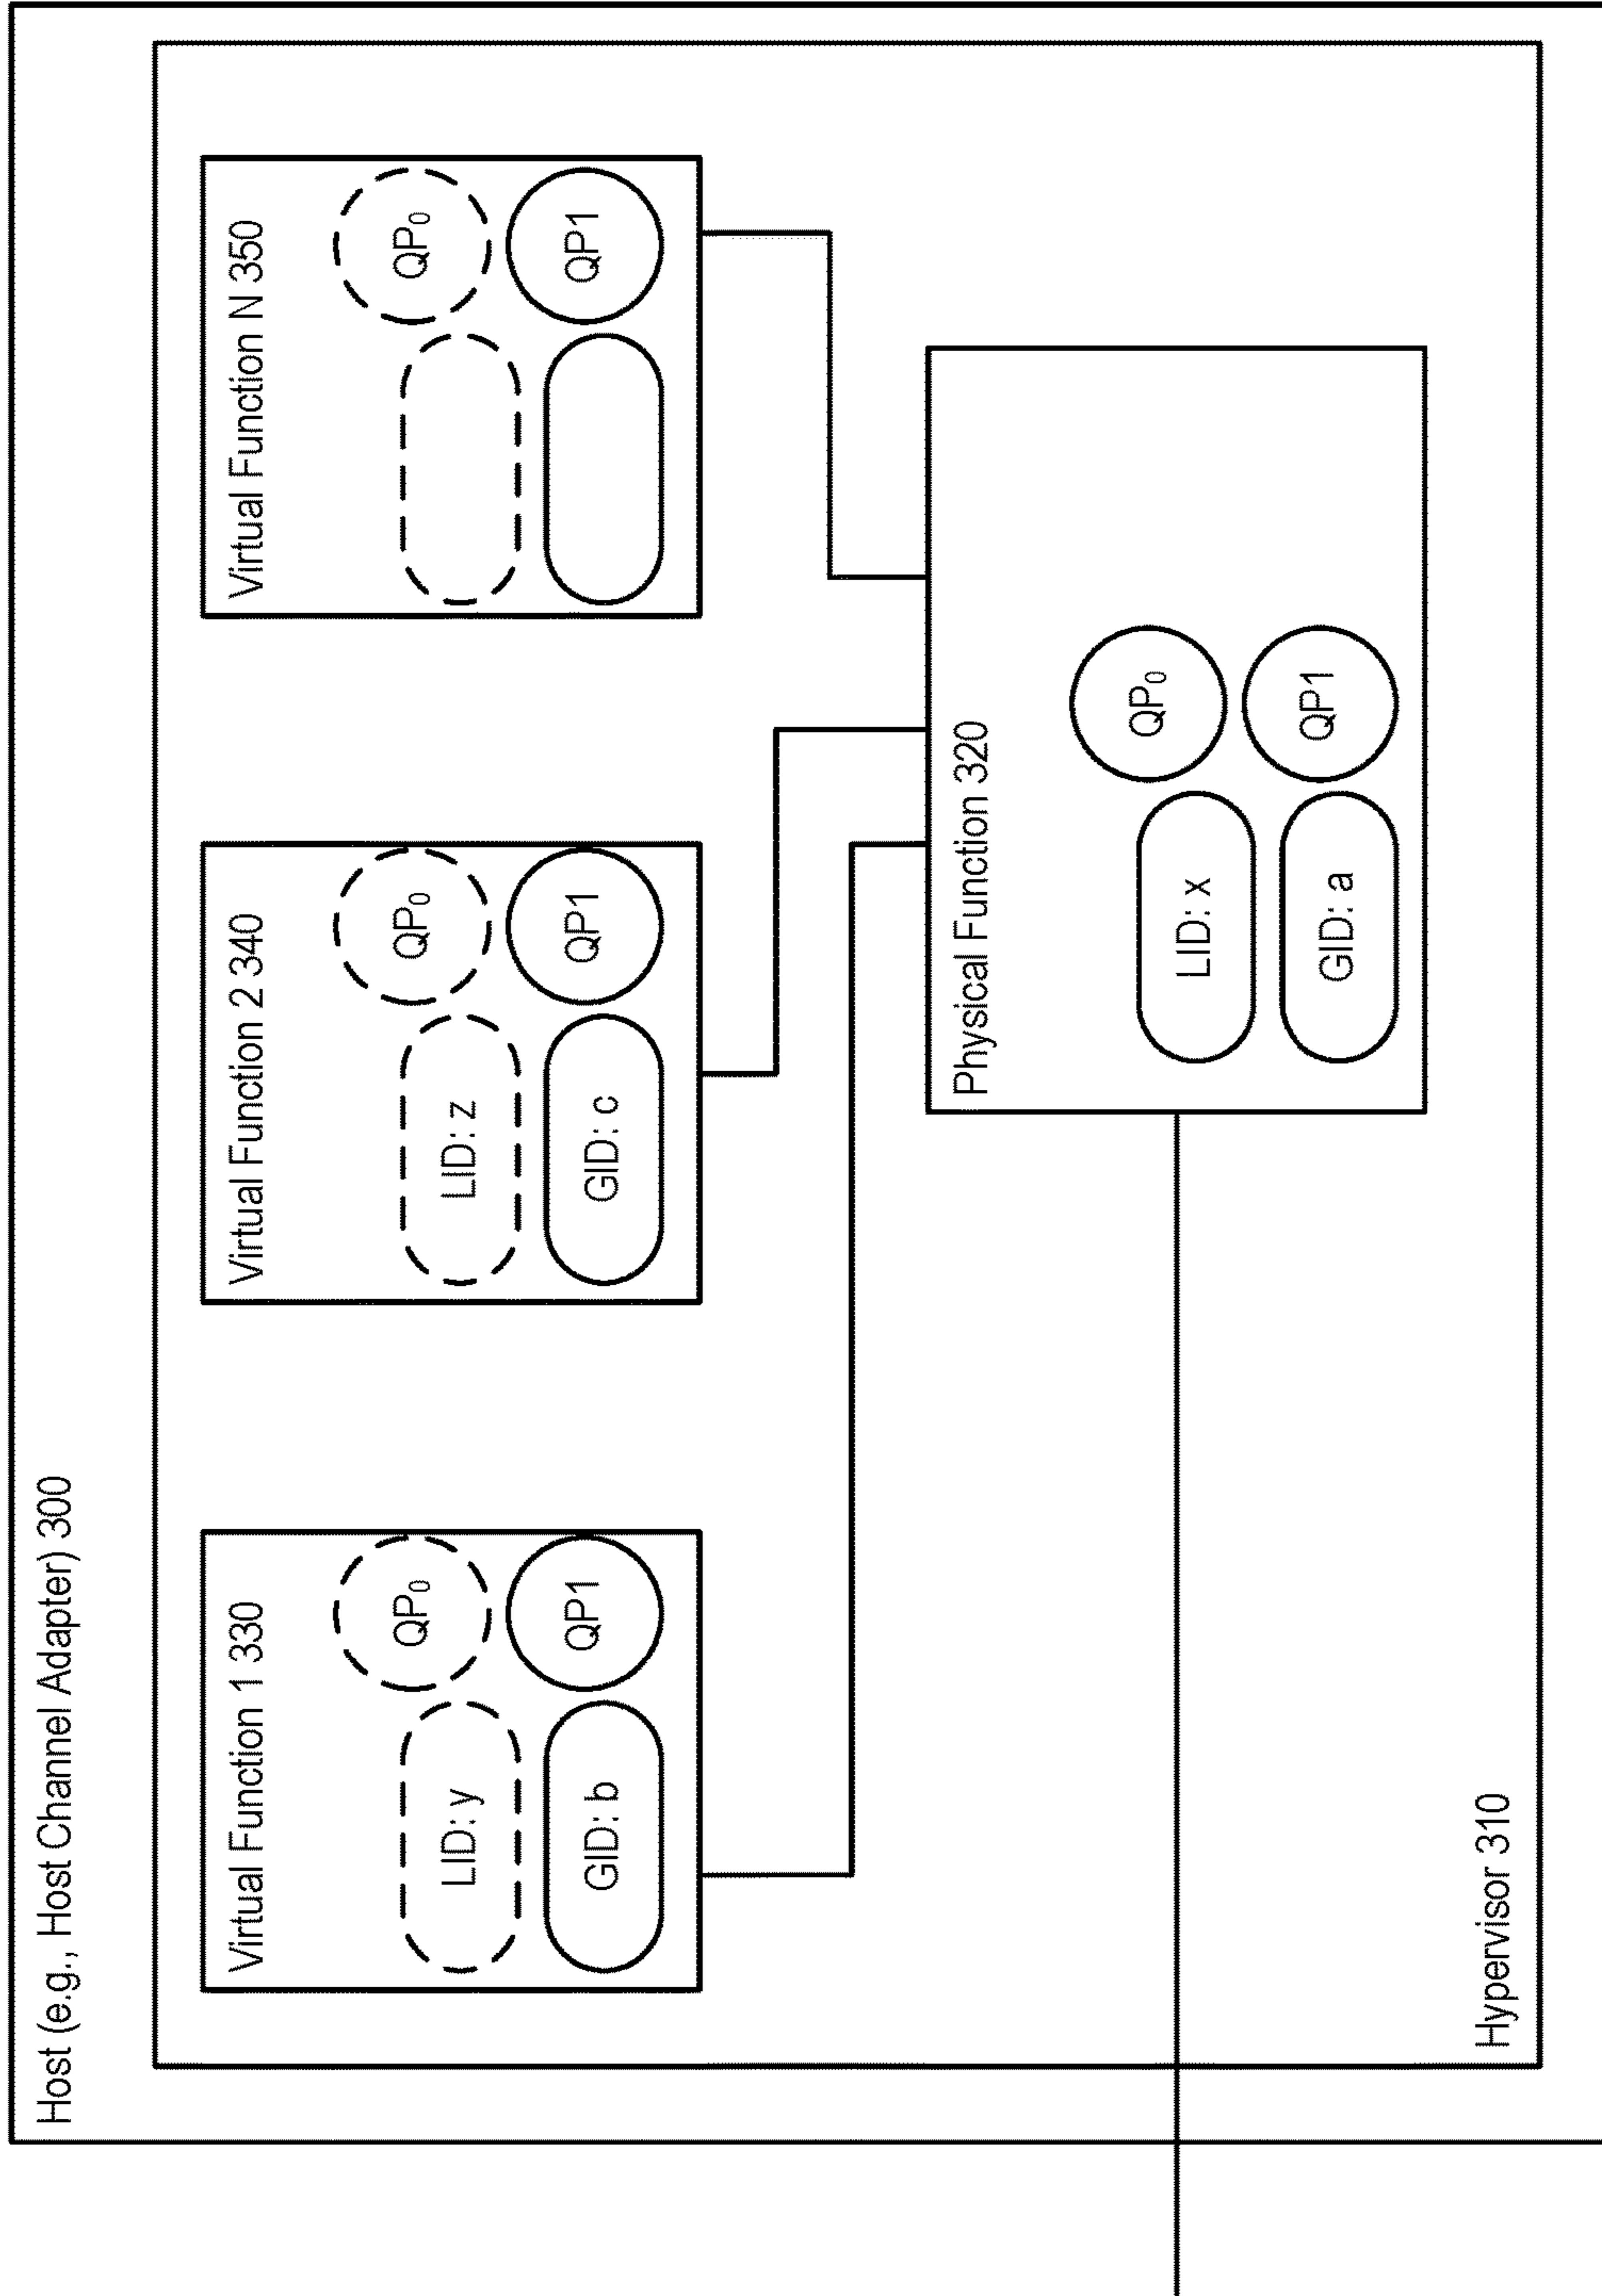 Host (e.g., Host Channel Adapter) 300
Virtual Function 1 330
LID: y
QP₀
GID: b
QP1
Virtual Function 2 340
LID: z
QP₀
GID: c
QP1
Virtual Function N 350
QP₀
QP1
Physical Function 320
LID: x
QP₀
GID: a
QP1
Hypervisor 310